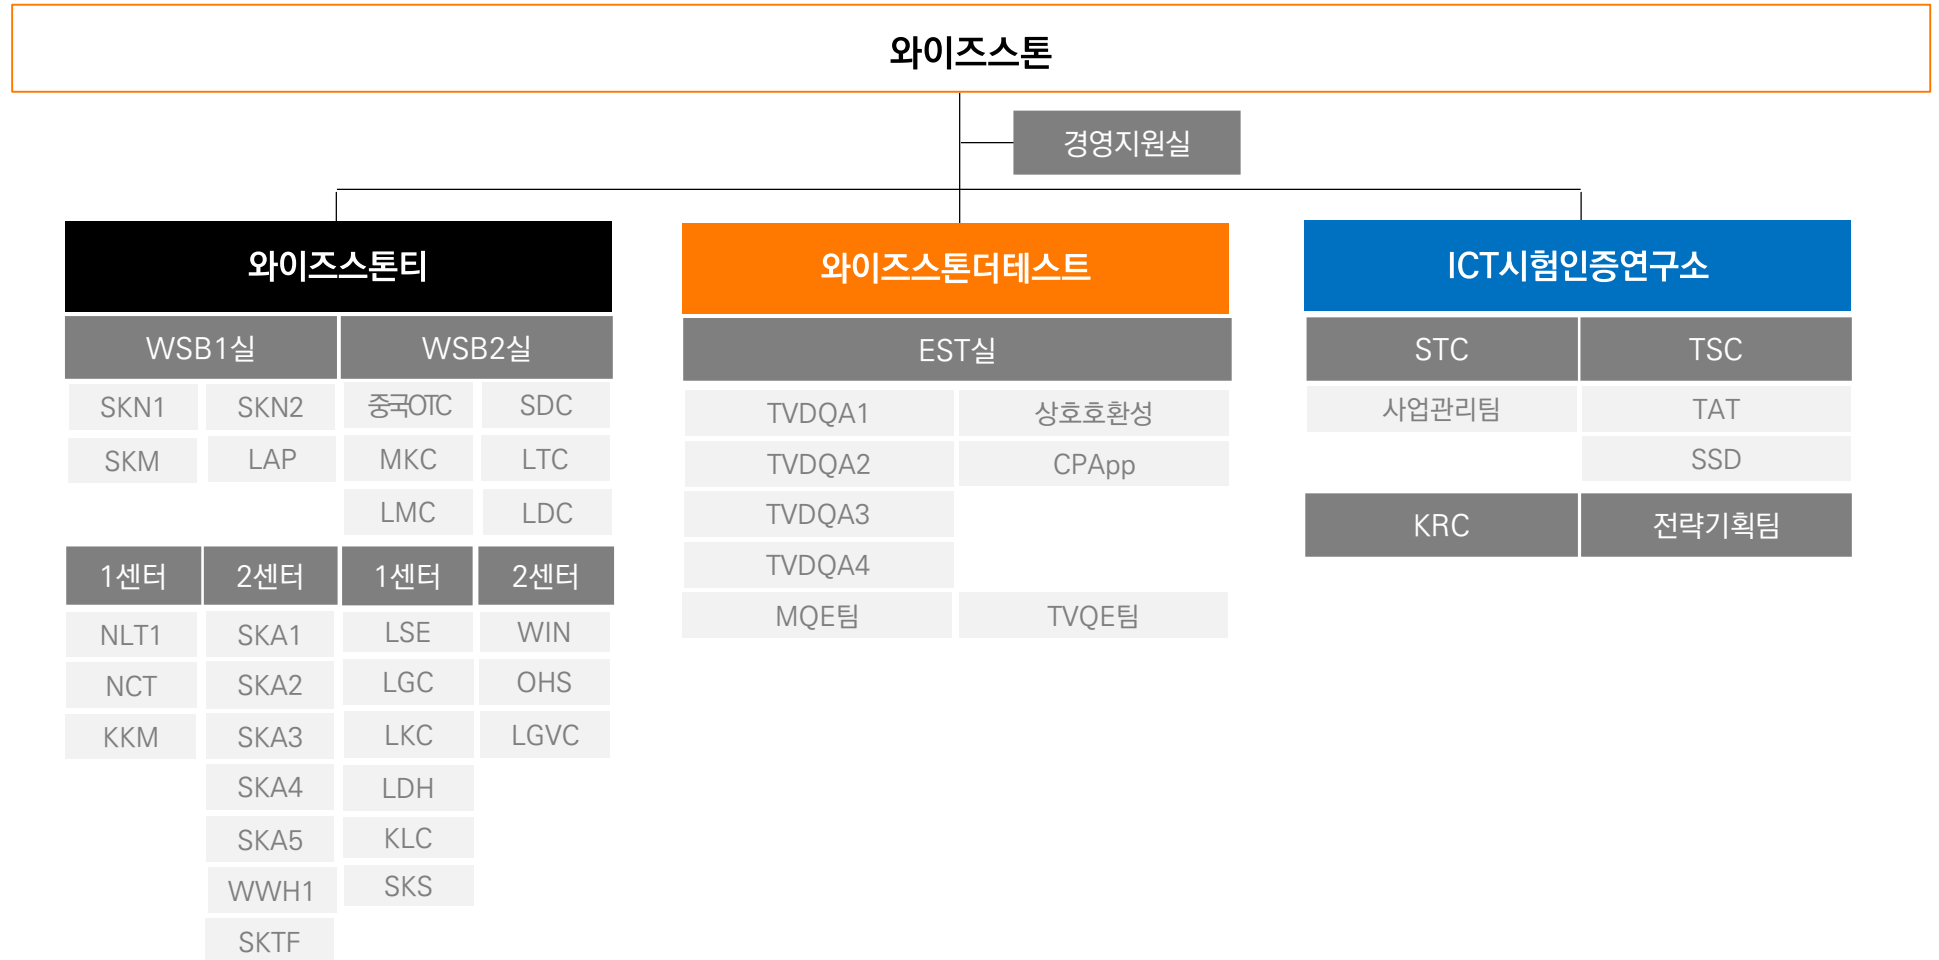 와이즈스톤
경영지원실
와이즈스톤티
WSB1실 WSB2실
SKN1 SKN2 중국OTC SDC
SKM LAP MKC LTC
LMC LDC
1센터 2센터 1센터 2센터
NLT1 SKA1 LSE WIN
NCT SKA2 LGC OHS
KKM SKA3 LKC LGVC
SKA4 LDH
SKA5 KLC
WWH1 SKS
SKTF
와이즈스톤더테스트
EST실
TVDQA1 상호호환성
TVDQA2 CPApp
TVDQA3
TVDQA4
MQE팀 TVQE팀
ICT시험인증연구소
STC TSC
사업관리팀 TAT
SSD
KRC 전략기획팀